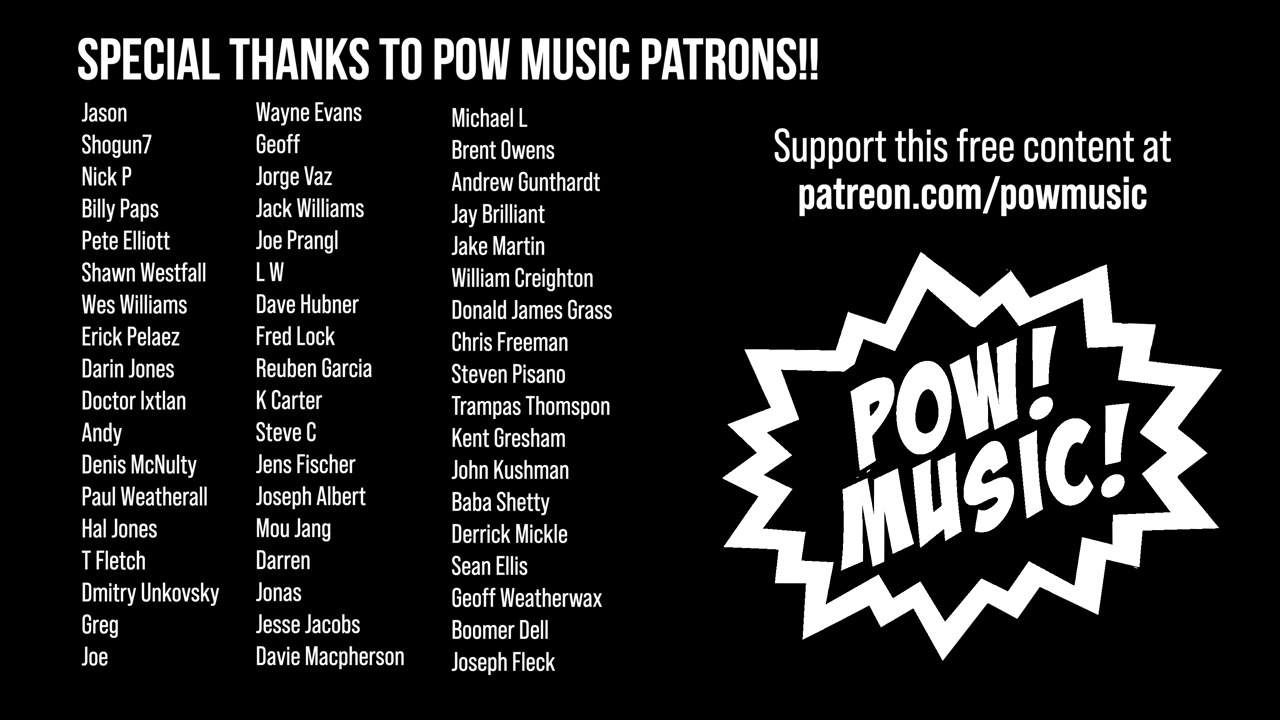 SPECIAL THANKS TO POW MUSIC PATRONS!!
Jason
Shogun7
Nick P
Billy Paps
Pete Elliott
Shawn Westfall
Wes Williams
Erick Pelaez
Darin Jones
Doctor Ixtlan
Andy
Denis McNulty
Paul Weatherall
Hal Jones
T Fletch
Dmitry Unkovsky
Greg
Joe
Wayne Evans
Geoff
Jorge Vaz
Jack Williams
Joe Prangl
L W
Dave Hubner
Fred Lock
Reuben Garcia
K Carter
Steve C
Jens Fischer
Joseph Albert
Mou Jang
Darren
Jonas
Jesse Jacobs
Davie Macpherson
Michael L
Brent Owens
Andrew Gunthardt
Jay Brilliant
Jake Martin
William Creighton
Donald James Grass
Chris Freeman
Steven Pisano
Trampas Thomspon
Kent Gresham
John Kushman
Baba Shetty
Derrick Mickle
Sean Ellis
Geoff Weatherwax
Boomer Dell
Joseph Fleck
Support this free content at
patreon.com/powmusic
POW!
MUSIC!